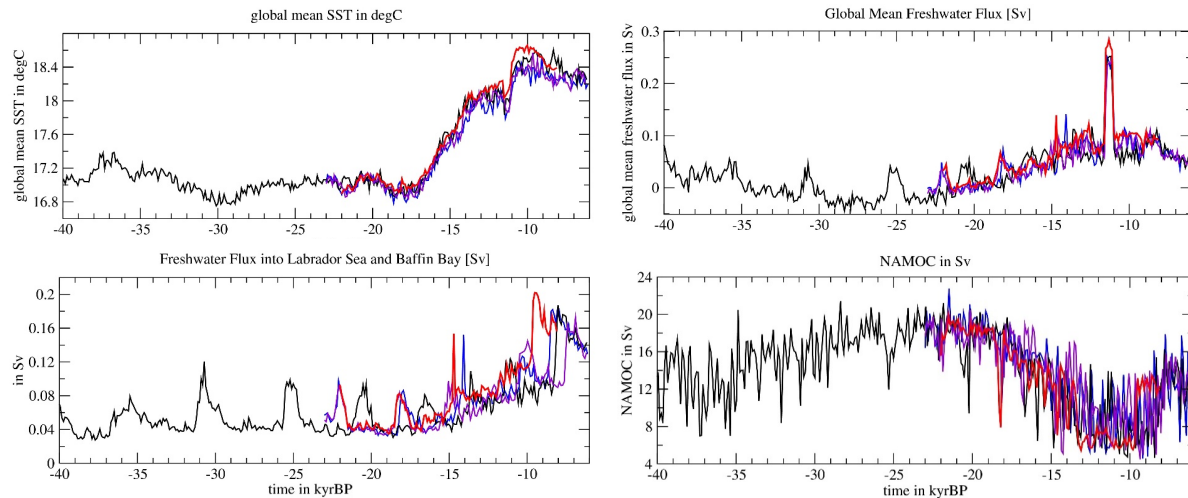 global mean SST in degC
global mean SST in degC
18.4
18
17.6
17.2
16.8
-40 -35 -30 -25 -20 -15 -10
Global Mean Freshwater Flux [Sv]
global mean freshwater flux in Sv
0.3
0.2
0.1
0
-40 -35 -30 -25 -20 -15 -10
Freshwater Flux into Labrador Sea and Baffin Bay [Sv]
in Sv
0.2
0.16
0.12
0.08
0.04
0
-40 -35 -30 -25 -20 -15 -10
time in kyrBP
NAMOC in Sv
NAMOC in Sv
24
20
16
12
8
4
-40 -35 -30 -25 -20 -15 -10
time in kyrBP